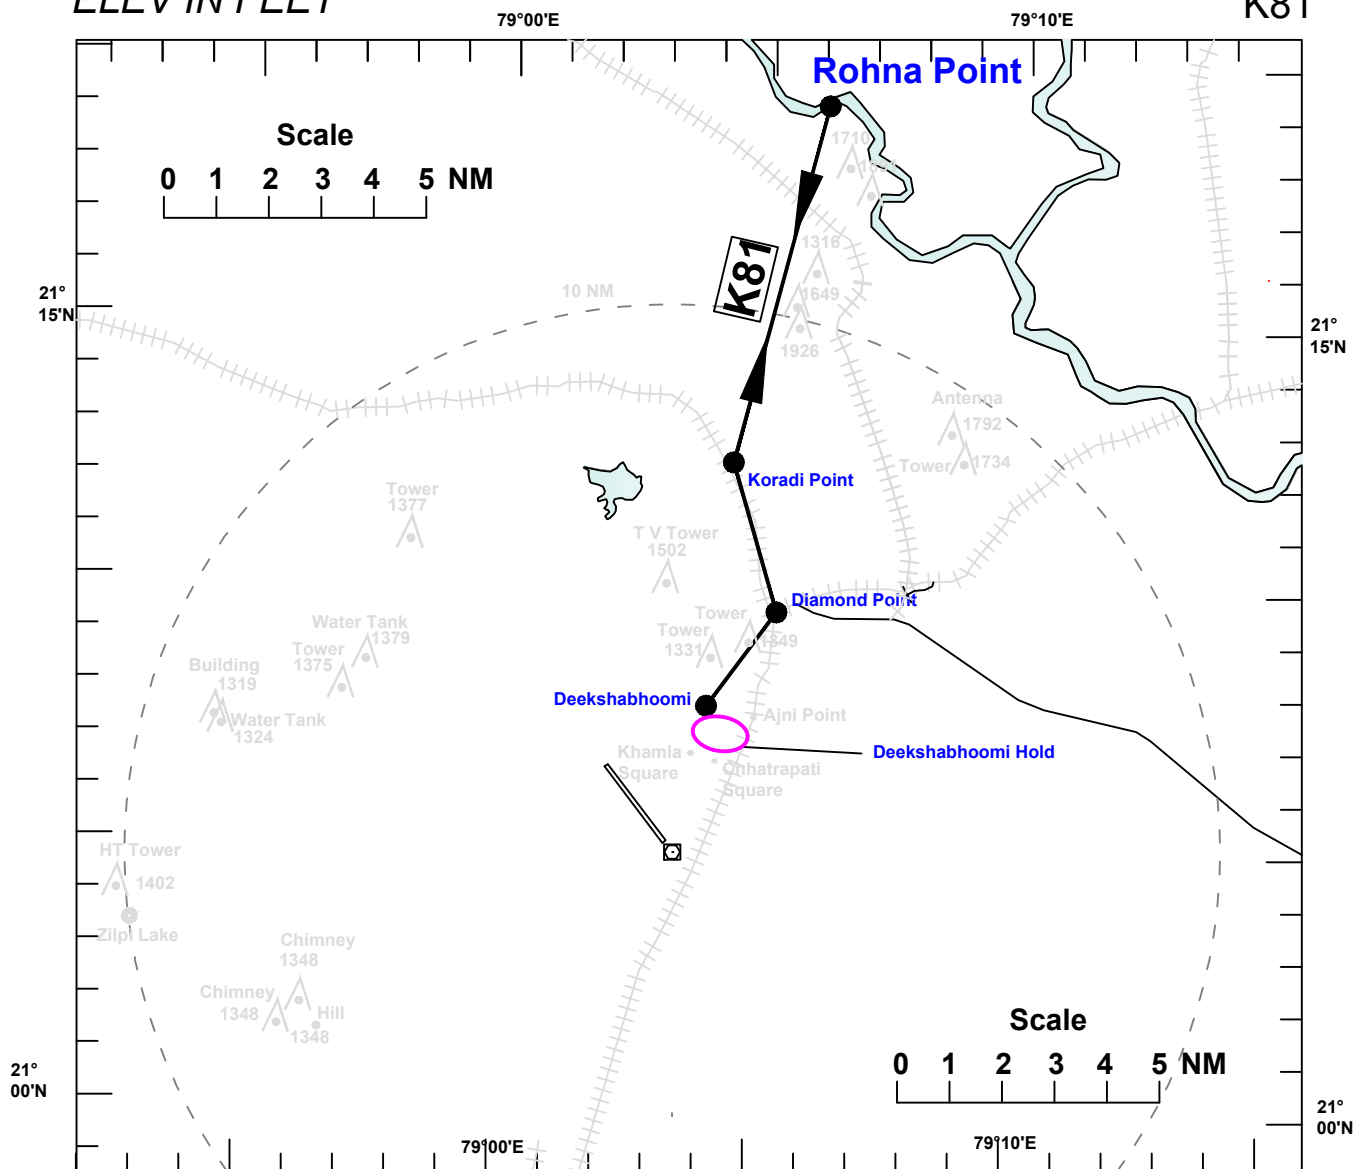 ELEV IN FEET
79°00'E
79°10'E
K81
Rohna Point
Scale
0 1 2 3 4 5 NM
1710
1316
K81
10 NM
1649
1926
21°
15'N
21°
15'N
Antenna
1792
Tower 1734
Koradi Point
Tower
1377
T V Tower
1502
Diamond Point
Tower
1349
Water Tank
1379
Tower
1331
Tower
1375
Building
1319
Water Tank
1324
Deekshabhoomi
Ajni Point
Khamla
Square
Deekshabhoomi Hold
Chhatrapati
Square
HT Tower
1402
Zilpi Lake
Chimney
1348
Chimney
1348
Hill
1348
Scale
0 1 2 3 4 5 NM
21°
00'N
21°
00'N
79°00'E
79°10'E